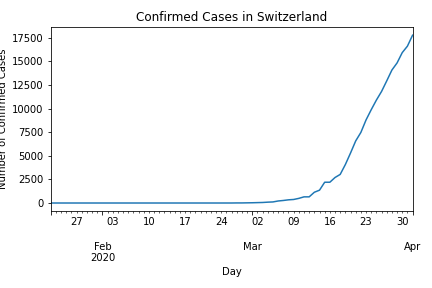 Confirmed Cases in Switzerland
Number of Confirmed Cases
17500
15000
12500
10000
7500
5000
2500
0
27 03 10 17 24 02 09 16 23 30
Feb Mar Apr
2020
Day